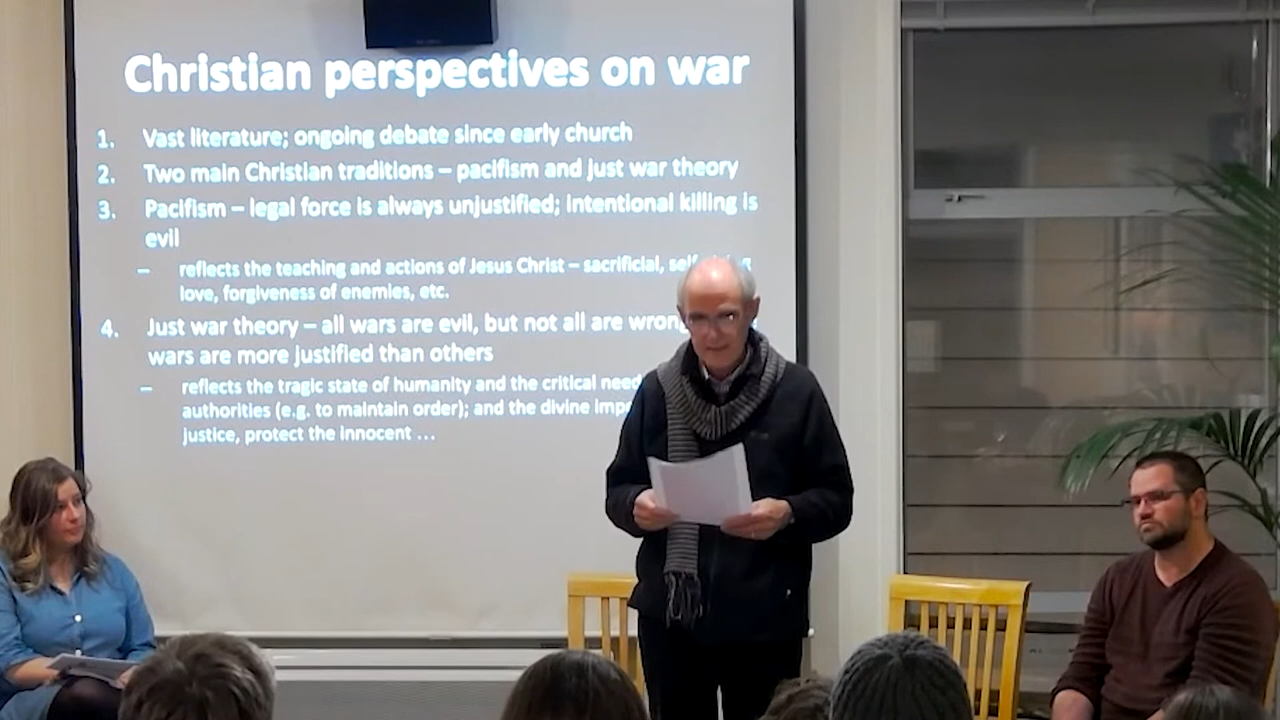 Christian perspectives on war
1. Vast literature; ongoing debate since early church
2. Two main Christian traditions – pacifism and just war theory
3. Pacifism – legal force is always unjustified; intentional killing is
evil
– reflects the teaching and actions of Jesus Christ – sacrificial,
love, forgiveness of enemies, etc.
4. Just war theory – all wars are evil, but not all are wrong
wars are more justified than others
– reflects the tragic state of humanity and the critical need
authorities (e.g. to maintain order); and the divine
justice, protect the innocent …